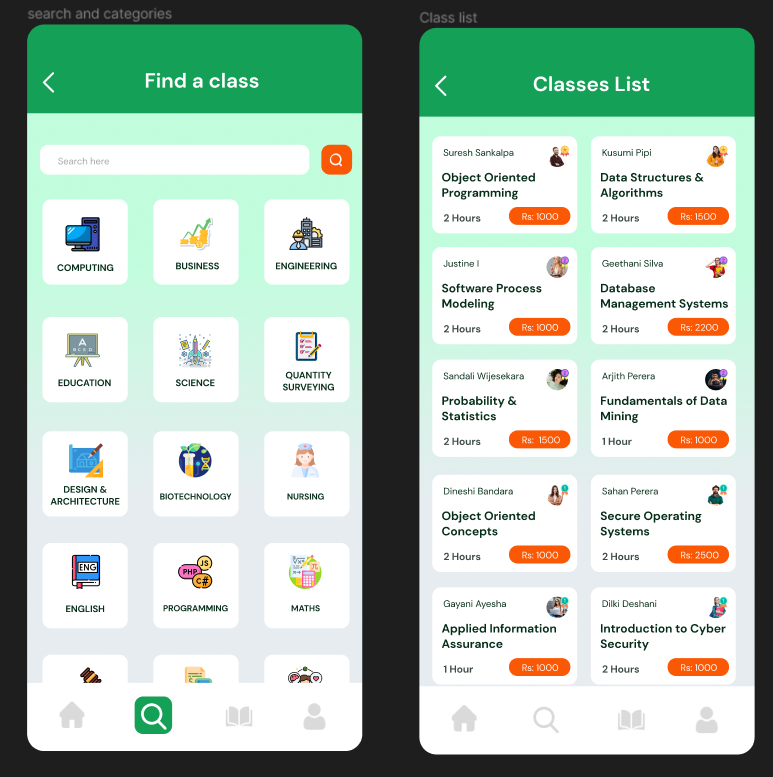 search and categories
Find a class
Search here
COMPUTING
BUSINESS
ENGINEERING
A
EDUCATION
SCIENCE
QUANTITY
SURVEYING
DESIGN &
ARCHITECTURE
BIOTECHNOLOGY
NURSING
ENG
ENGLISH
JS
PHP
C#
PROGRAMMING
MATHS
Class list
Classes List
Suresh Sankalpa
Object Oriented
Programming
2 Hours
Rs: 1000
Kusumi Pipi
Data Structures &
Algorithms
2 Hours
Rs: 1500
Justine I
Software Process
Modeling
2 Hours
Rs: 1000
Geethani Silva
Database
Management Systems
2 Hours
Rs: 2200
Sandali Wijesekara
Probability &
Statistics
2 Hours
Rs: 1500
Arjith Perera
Fundamentals of Data
Mining
1 Hour
Rs: 1000
Dineshi Bandara
Object Oriented
Concepts
2 Hours
Rs: 1000
Sahan Perera
Secure Operating
Systems
2 Hours
Rs: 2500
Gayani Ayesha
Applied Information
Assurance
1 Hour
Rs: 1000
Dilki Deshani
Introduction to Cyber
Security
2 Hours
Rs: 1000